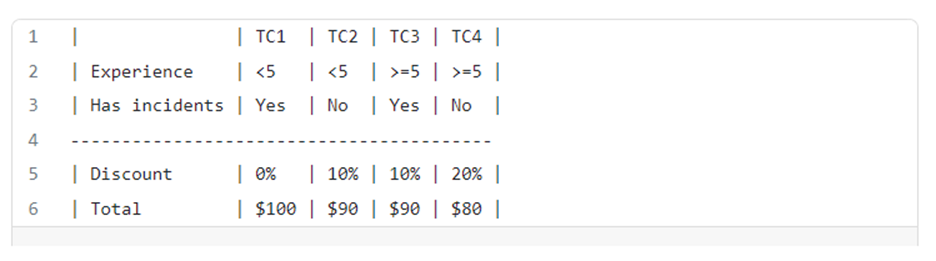 1 |             | TC1  | TC2 | TC3 | TC4 |
2 | Experience    | <5   | <5  | >=5 | >=5 |
3 | Has incidents | Yes  | No  | Yes | No  |
4 -----------------------------------------
5 | Discount      | 0%   | 10% | 10% | 20% |
6 | Total         | $100 | $90 | $90 | $80 |